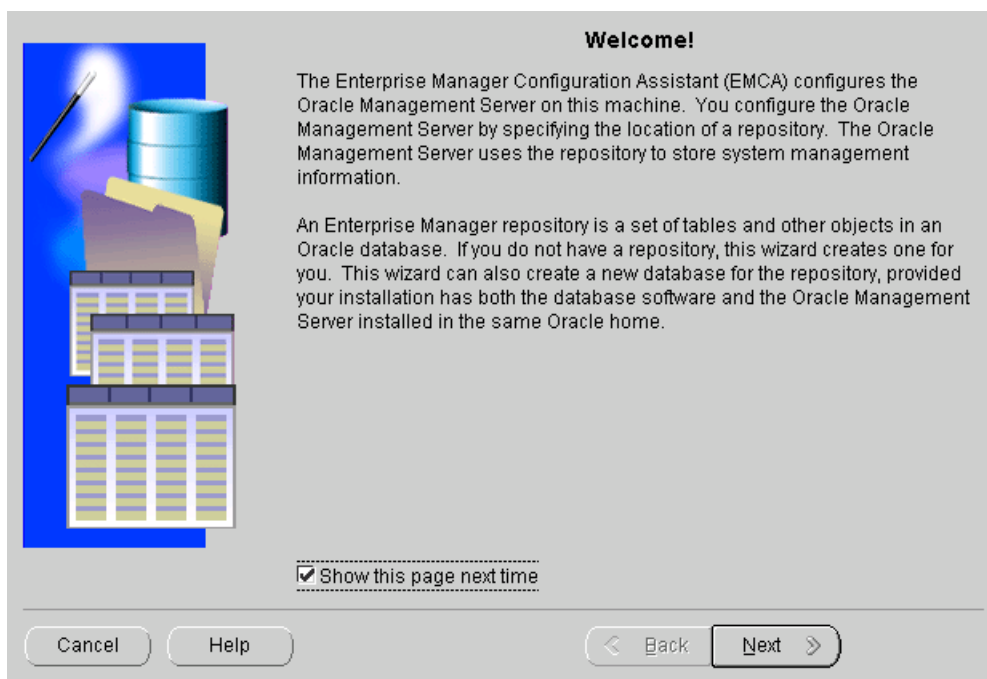 Welcome!
The Enterprise Manager Configuration Assistant (EMCA) configures the
Oracle Management Server on this machine.  You configure the Oracle
Management Server by specifying the location of a repository.  The Oracle
Management Server uses the repository to store system management
information.
An Enterprise Manager repository is a set of tables and other objects in an
Oracle database.  If you do not have a repository, this wizard creates one for
you.  This wizard can also create a new database for the repository, provided
your installation has both the database software and the Oracle Management
Server installed in the same Oracle home.
Show this page next time
Cancel
Help
Back
Next